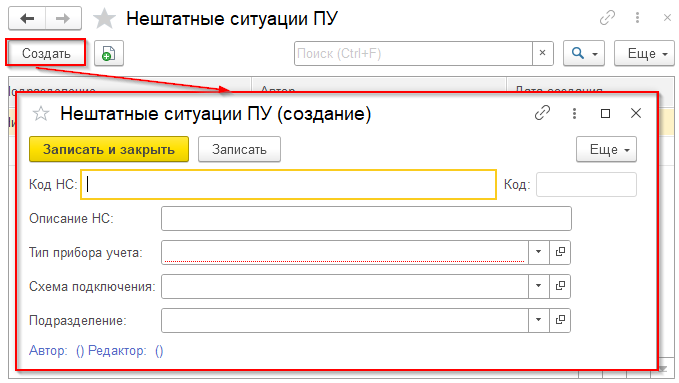 Нештатные ситуации ПУ
Создать Поиск (Ctrl+F) × Еще
Автор Дата создания
Нештатные ситуации ПУ (создание)
Записать и закрыть Записать Еще
Код НС: Код:
Описание НС:
Тип прибора учета:
Схема подключения:
Подразделение:
Автор: () Редактор: ()